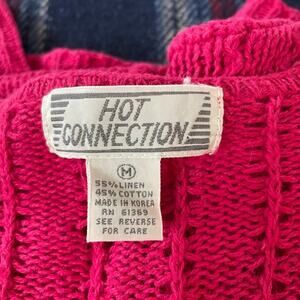 HOT
CONNECTION
M
55% LINEN
45% COTTON
MADE IN KOREA
RN 61369
SEE REVERSE
FOR CARE